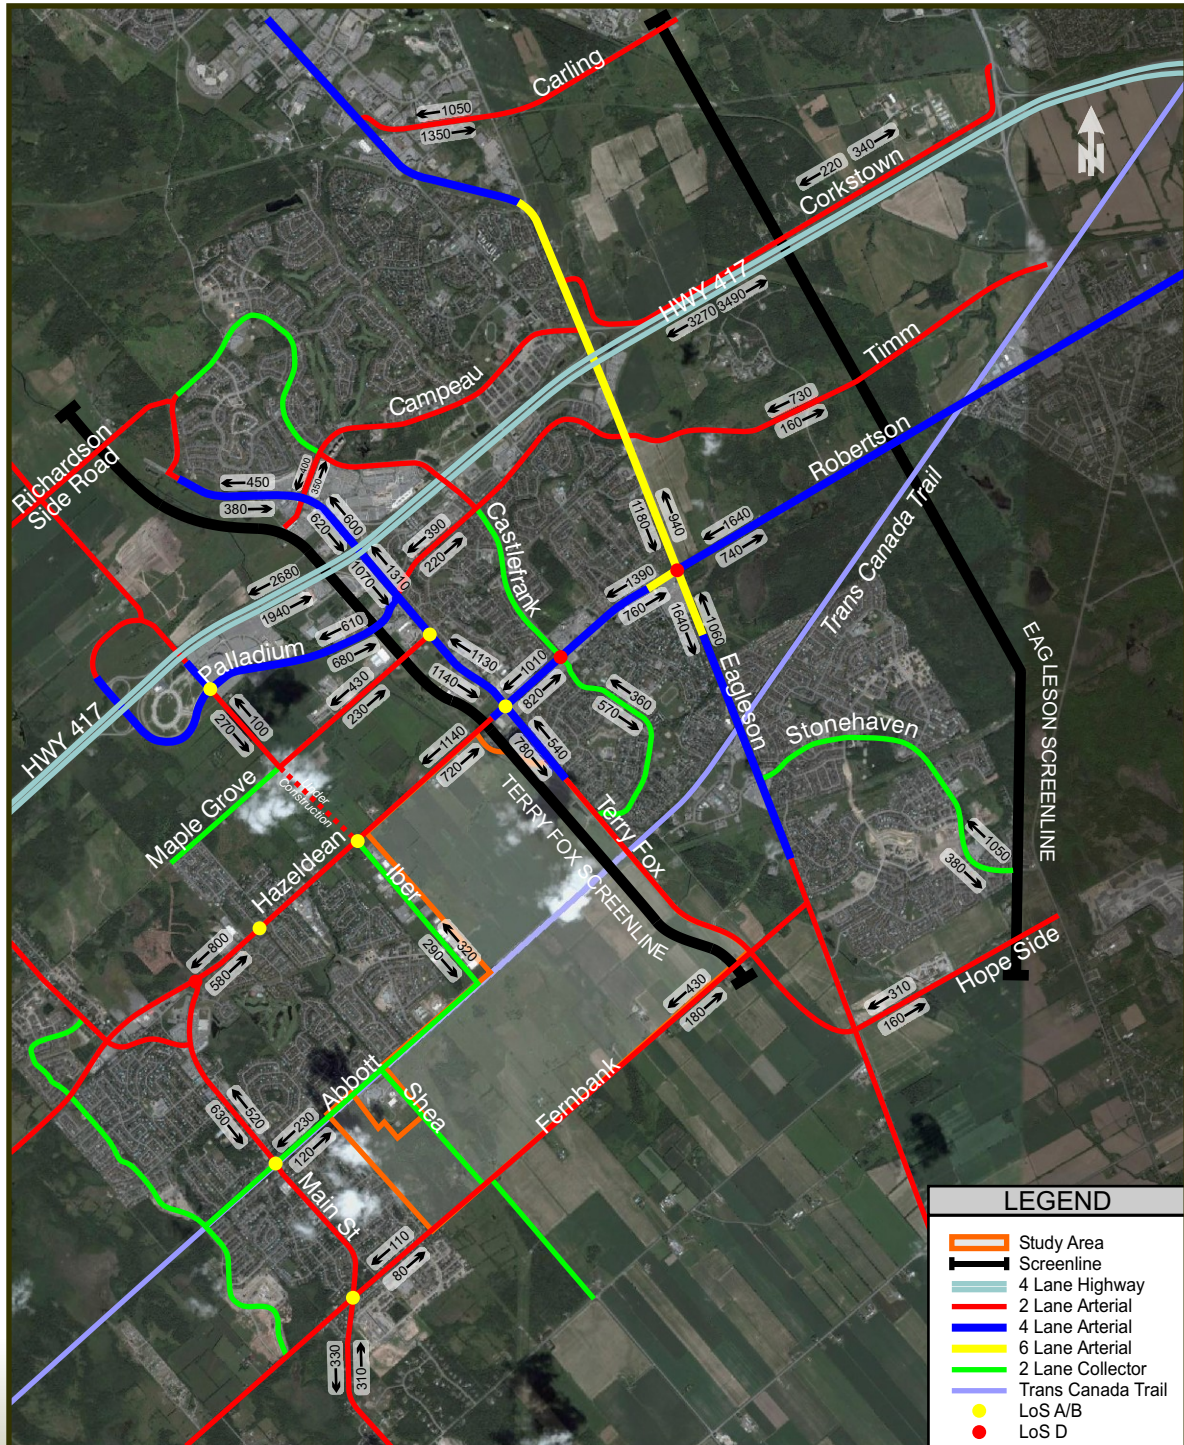 Carling
1050
1350
220 340
Corkstown
HWY 417
3270 3490
Timm
730
160
Campeau
Robertson
Richardson
Side Road
400
350
450
380
600
620
390
220
Castlefrank
940
1180
1640
740
Trans Canada Trail
1310
1070
2680
1940
1390
760
1060
1640
610
680
Palladium
1130
1140
1010
820
EAGLESON SCREENLINE
Eagleson
430
230
360
570
100
270
HWY 417
1140
720
540
780
Stonehaven
Under
Construction
Maple Grove
TERRY FOX SCREENLINE
Terry Fox
1050
380
Hazeldean
Iber
320
290
800
580
430
180
310
160
Hope Side
Abbott
Shea
Fernbank
520
630
230
120
Main St
110
80
330
310
LEGEND
Study Area
Screenline
4 Lane Highway
2 Lane Arterial
4 Lane Arterial
6 Lane Arterial
2 Lane Collector
Trans Canada Trail
LoS A/B
LoS D